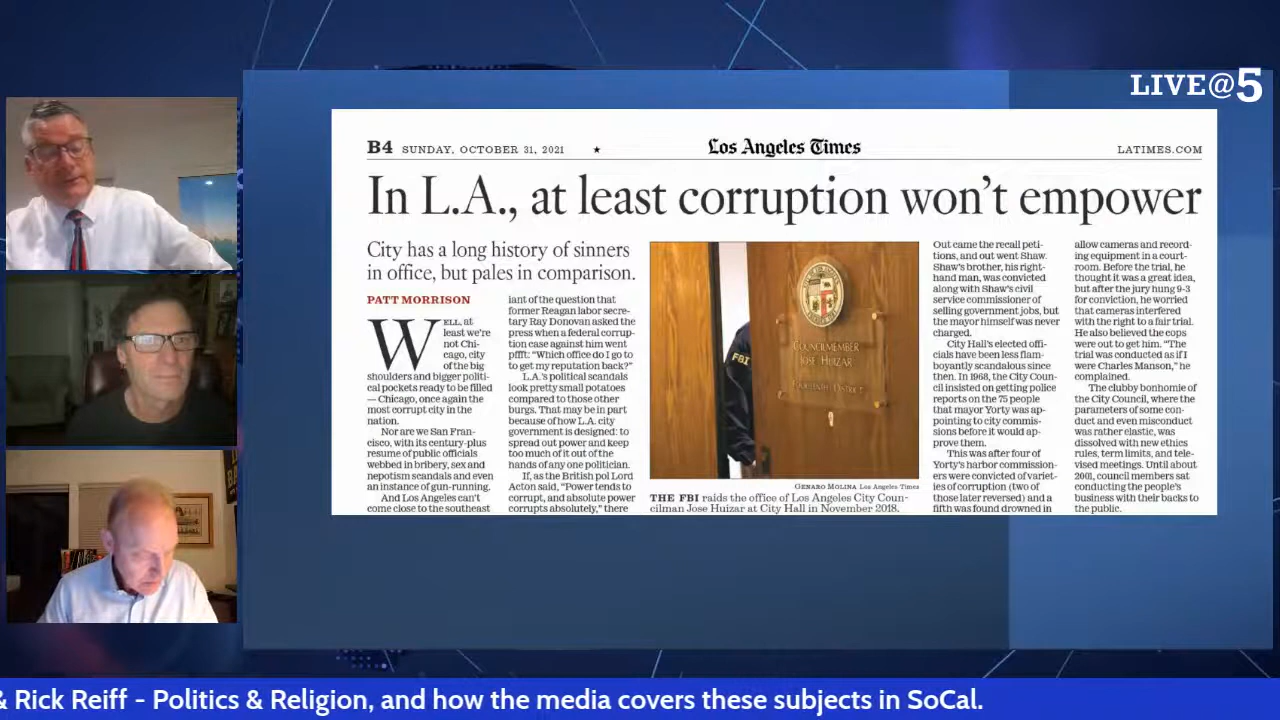 LIVE@5
B4 SUNDAY, OCTOBER 31, 2021 ★ Los Angeles Times LATIMES.COM
In L.A., at least corruption won't empower
City has a long history of sinners
in office, but pales in comparison.
PATT MORRISON
WELL, at
least we're
not Chi-
cago, city
of the big
shoulders and bigger politi-
cal pockets ready to be filled
— Chicago, once again the
most corrupt city in the
nation.
Nor are we San Fran-
cisco, with its century-plus
resume of public officials
webbed in bribery, sex and
nepotism scandals and even
an instance of gun-running.
And Los Angeles can't
come close to the southeast
iant of the question that
former Reagan labor secre-
tary Ray Donovan asked the
press when a federal corrup-
tion case against him went
pffft: "Which office do I go to
to get my reputation back?"
L.A.'s political scandals
look pretty small potatoes
compared to those other
burgs. That may be in part
because of how L.A. city
government is designed: to
spread out power and keep
too much of it out of the
hands of any one politician.
If, as the British pol Lord
Acton said, "Power tends to
corrupt, and absolute power
corrupts absolutely," there
FBI
COUNCILMEMBER
JOSE HUIZAR
FOURTEENTH DISTRICT
GENARO MOLINA Los Angeles Times
THE FBI raids the office of Los Angeles City Coun-
cilman Jose Huizar at City Hall in November 2018.
Out came the recall peti-
tions, and out went Shaw.
Shaw's brother, his right-
hand man, was convicted
along with Shaw's civil
service commissioner of
selling government jobs, but
the mayor himself was never
charged.
City Hall's elected offi-
cials have been less flam-
boyantly scandalous since
then. In 1968, the City Coun-
cil insisted on getting police
reports on the 75 people
that mayor Yorty was ap-
pointing to city commis-
sions before it would ap-
prove them.
This was after four of
Yorty's harbor commission-
ers were convicted of variet-
ies of corruption (two of
those later reversed) and a
fifth was found drowned in
allow cameras and record-
ing equipment in a court-
room. Before the trial, he
thought it was a great idea,
but after the jury hung 9-3
for conviction, he worried
that cameras interfered
with the right to a fair trial.
He also believed the cops
were out to get him. "The
trial was conducted as if I
were Charles Manson," he
complained.
The clubby bonhomie of
the City Council, where the
parameters of some con-
duct and even misconduct
was rather elastic, was
dissolved with new ethics
rules, term limits, and tele-
vised meetings. Until about
2001, council members sat
conducting the people's
business with their backs to
the public.
& Rick Reiff - Politics & Religion, and how the media covers these subjects in SoCal.